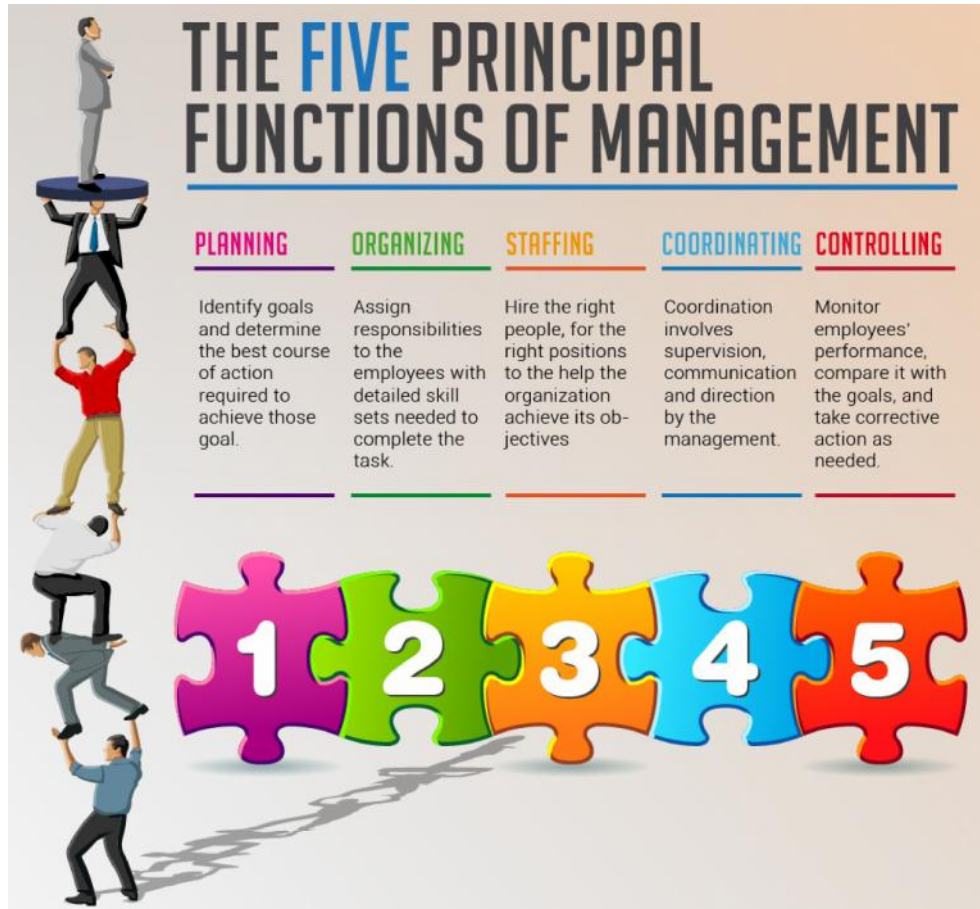 THE FIVE PRINCIPAL
FUNCTIONS OF MANAGEMENT
PLANNING
Identify goals
and determine
the best course
of action
required to
achieve those
goal.
ORGANIZING
Assign
responsibilities
to the
employees with
detailed skill
sets needed to
complete the
task.
STAFFING
Hire the right
people, for the
right positions
to the help the
organization
achieve its ob-
jectives
COORDINATING
Coordination
involves
supervision,
communication
and direction
by the
management.
CONTROLLING
Monitor
employees'
performance,
compare it with
the goals, and
take corrective
action as
needed.
1
2
3
4
5